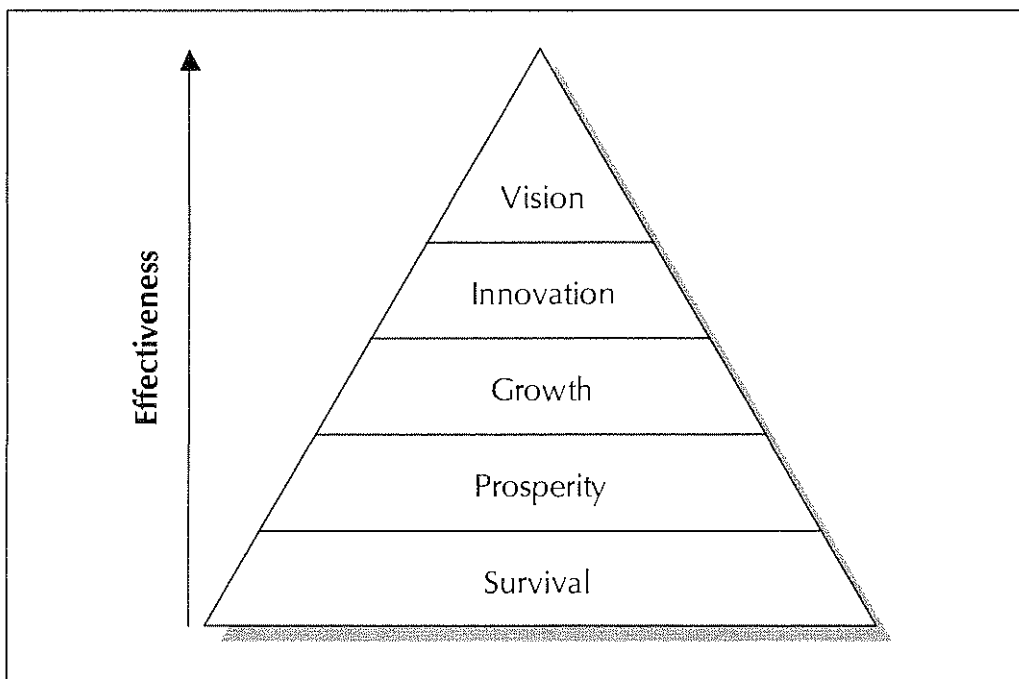 Effectiveness
Vision
Innovation
Growth
Prosperity
Survival